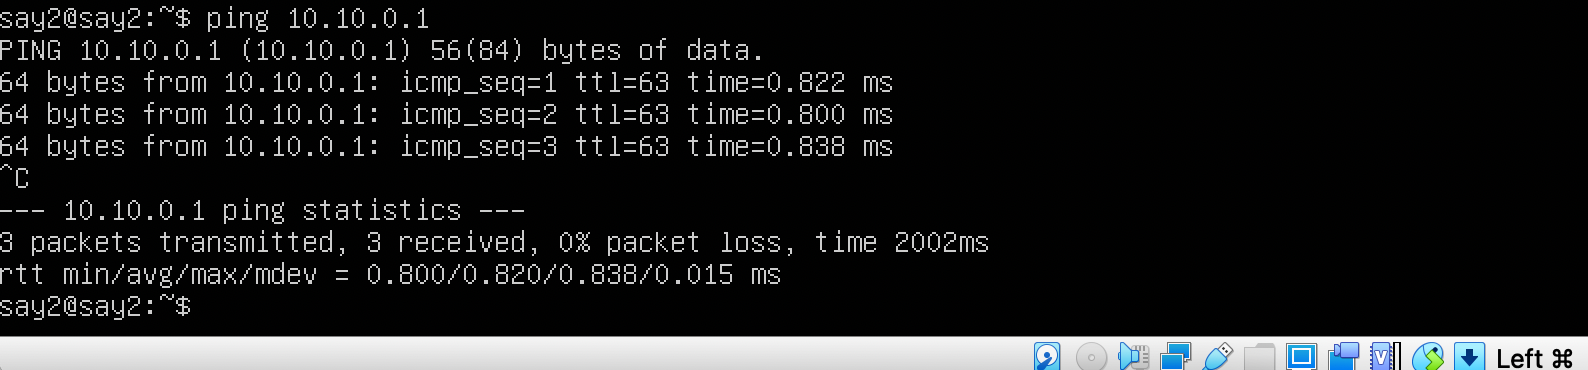 say2@say2:~$ ping 10.10.0.1
PING 10.10.0.1 (10.10.0.1) 56(84) bytes of data.
64 bytes from 10.10.0.1: icmp_seq=1 ttl=63 time=0.822 ms
64 bytes from 10.10.0.1: icmp_seq=2 ttl=63 time=0.800 ms
64 bytes from 10.10.0.1: icmp_seq=3 ttl=63 time=0.838 ms
^C
--- 10.10.0.1 ping statistics ---
3 packets transmitted, 3 received, 0% packet loss, time 2002ms
rtt min/avg/max/mdev = 0.800/0.820/0.838/0.015 ms
say2@say2:~$
V
Left ⌘